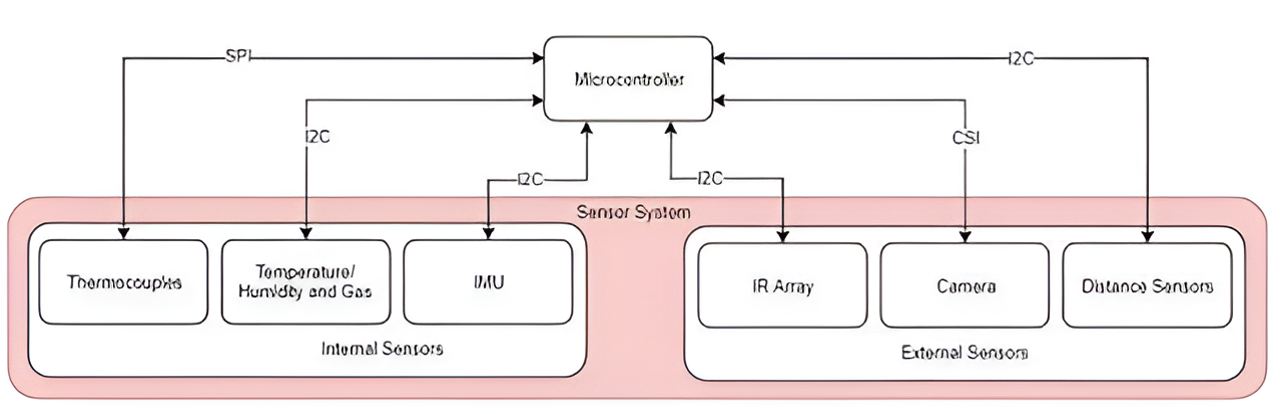 SPI
Microcontroller
I2C
I2C
CSI
I2C
I2C
Sensor System
Thermocouples
Temperature/
Humidity and Gas
IMU
IR Array
Camera
Distance Sensors
Internal Sensors
External Sensors